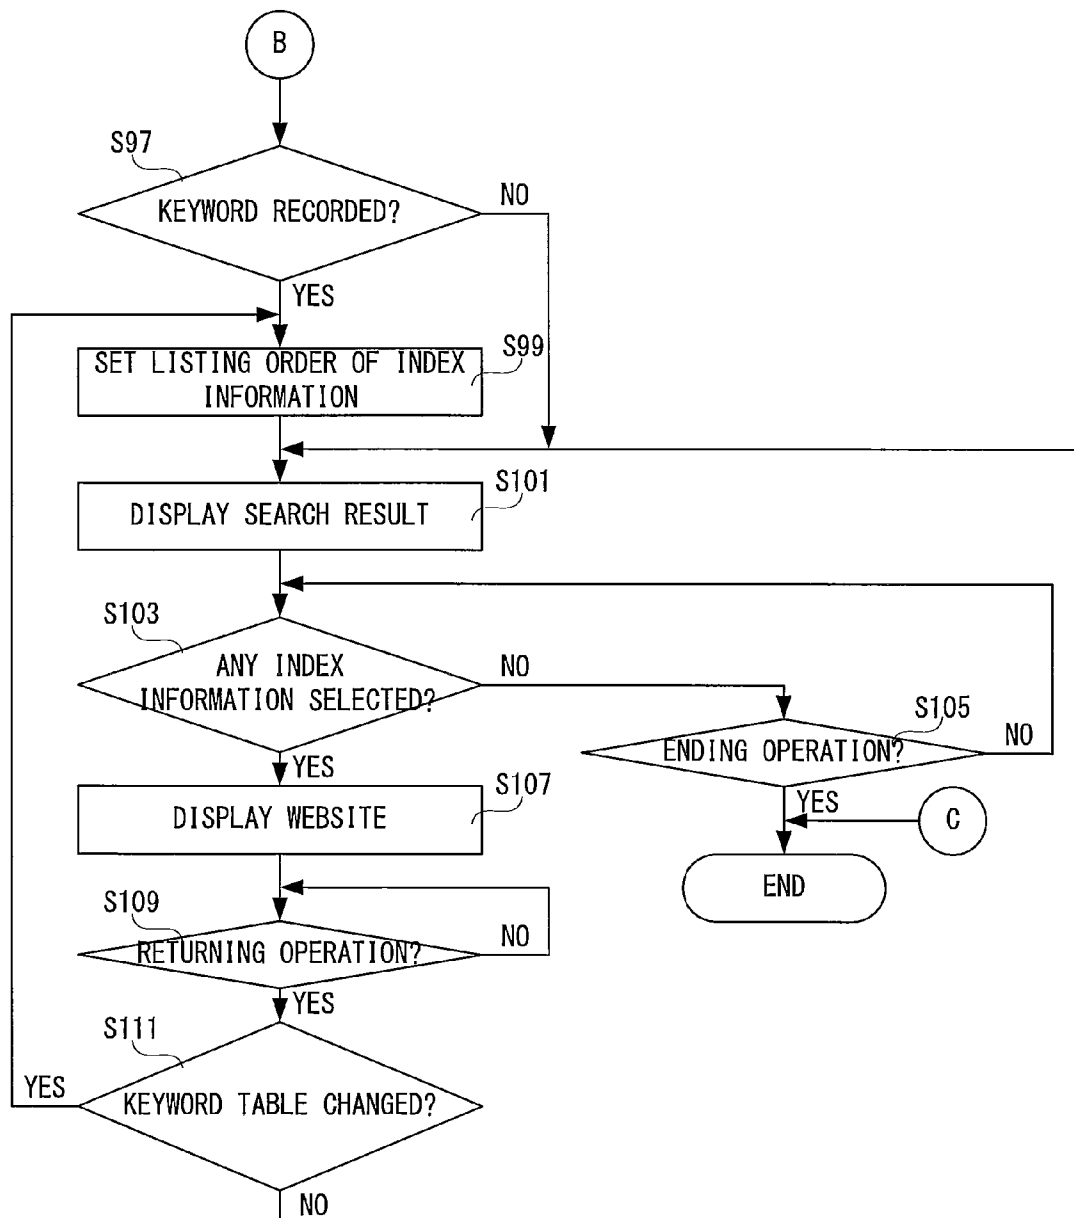 B
S97
KEYWORD RECORDED?
NO
YES
S99
SET LISTING ORDER OF INDEX
INFORMATION
S101
DISPLAY SEARCH RESULT
S103
ANY INDEX
INFORMATION SELECTED?
NO
S105
ENDING OPERATION?
NO
YES
YES
S107
DISPLAY WEBSITE
C
END
S109
RETURNING OPERATION?
NO
YES
S111
YES
KEYWORD TABLE CHANGED?
NO